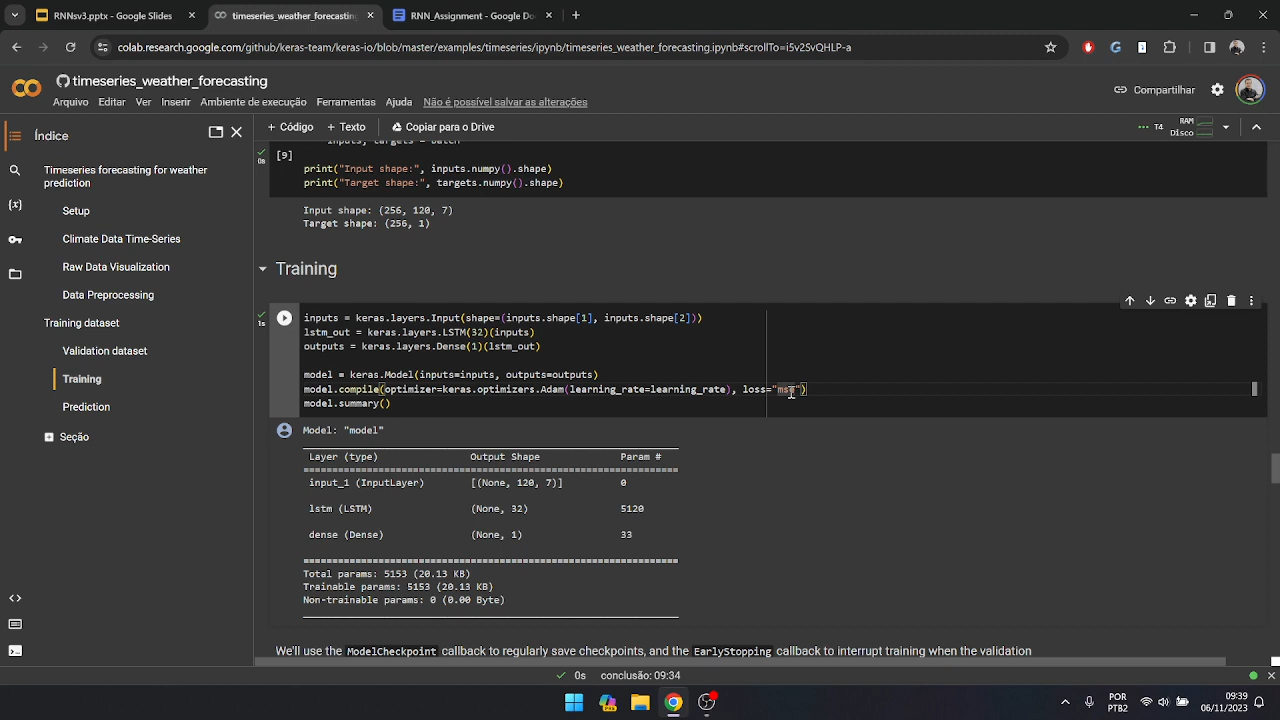 RNNsv3.pptx - Google Slides
timeseries_weather_forecasting
RNN_Assignment - Google Do
colab.research.google.com/github/keras-team/keras-io/blob/master/examples/timeseries/ipynb/timeseries_weather_forecasting.ipynb#scrollTo=i5v2SvQHLP-a
timeseries_weather_forecasting
Arquivo Editar Ver Inserir Ambiente de execução Ferramentas Ajuda Não é possível salvar as alterações
Compartilhar
Índice
+ Código + Texto Copiar para o Drive
T4 RAM
Disco
Timeseries forecasting for weather
prediction
Setup
Climate Data Time-Series
Raw Data Visualization
Data Preprocessing
Training dataset
Validation dataset
Training
Prediction
Seção
inputs, targets = batch
[9]
0s
print("Input shape:", inputs.numpy().shape)
print("Target shape:", targets.numpy().shape)
Input shape: (256, 120, 7)
Target shape: (256, 1)
Training
1s
inputs = keras.layers.Input(shape=(inputs.shape[1], inputs.shape[2]))
lstm_out = keras.layers.LSTM(32)(inputs)
outputs = keras.layers.Dense(1)(lstm_out)
model = keras.Model(inputs=inputs, outputs=outputs)
model.compile(optimizer=keras.optimizers.Adam(learning_rate=learning_rate), loss="mse")
model.summary()
Model: "model"
Layer (type) Output Shape Param #
input_1 (InputLayer) [(None, 120, 7)] 0
lstm (LSTM) (None, 32) 5120
dense (Dense) (None, 1) 33
Total params: 5153 (20.13 KB)
Trainable params: 5153 (20.13 KB)
Non-trainable params: 0 (0.00 Byte)
We'll use the ModelCheckpoint callback to regularly save checkpoints, and the EarlyStopping callback to interrupt training when the validation
0s conclusão: 09:34
POR
PTB2
09:39
06/11/2023